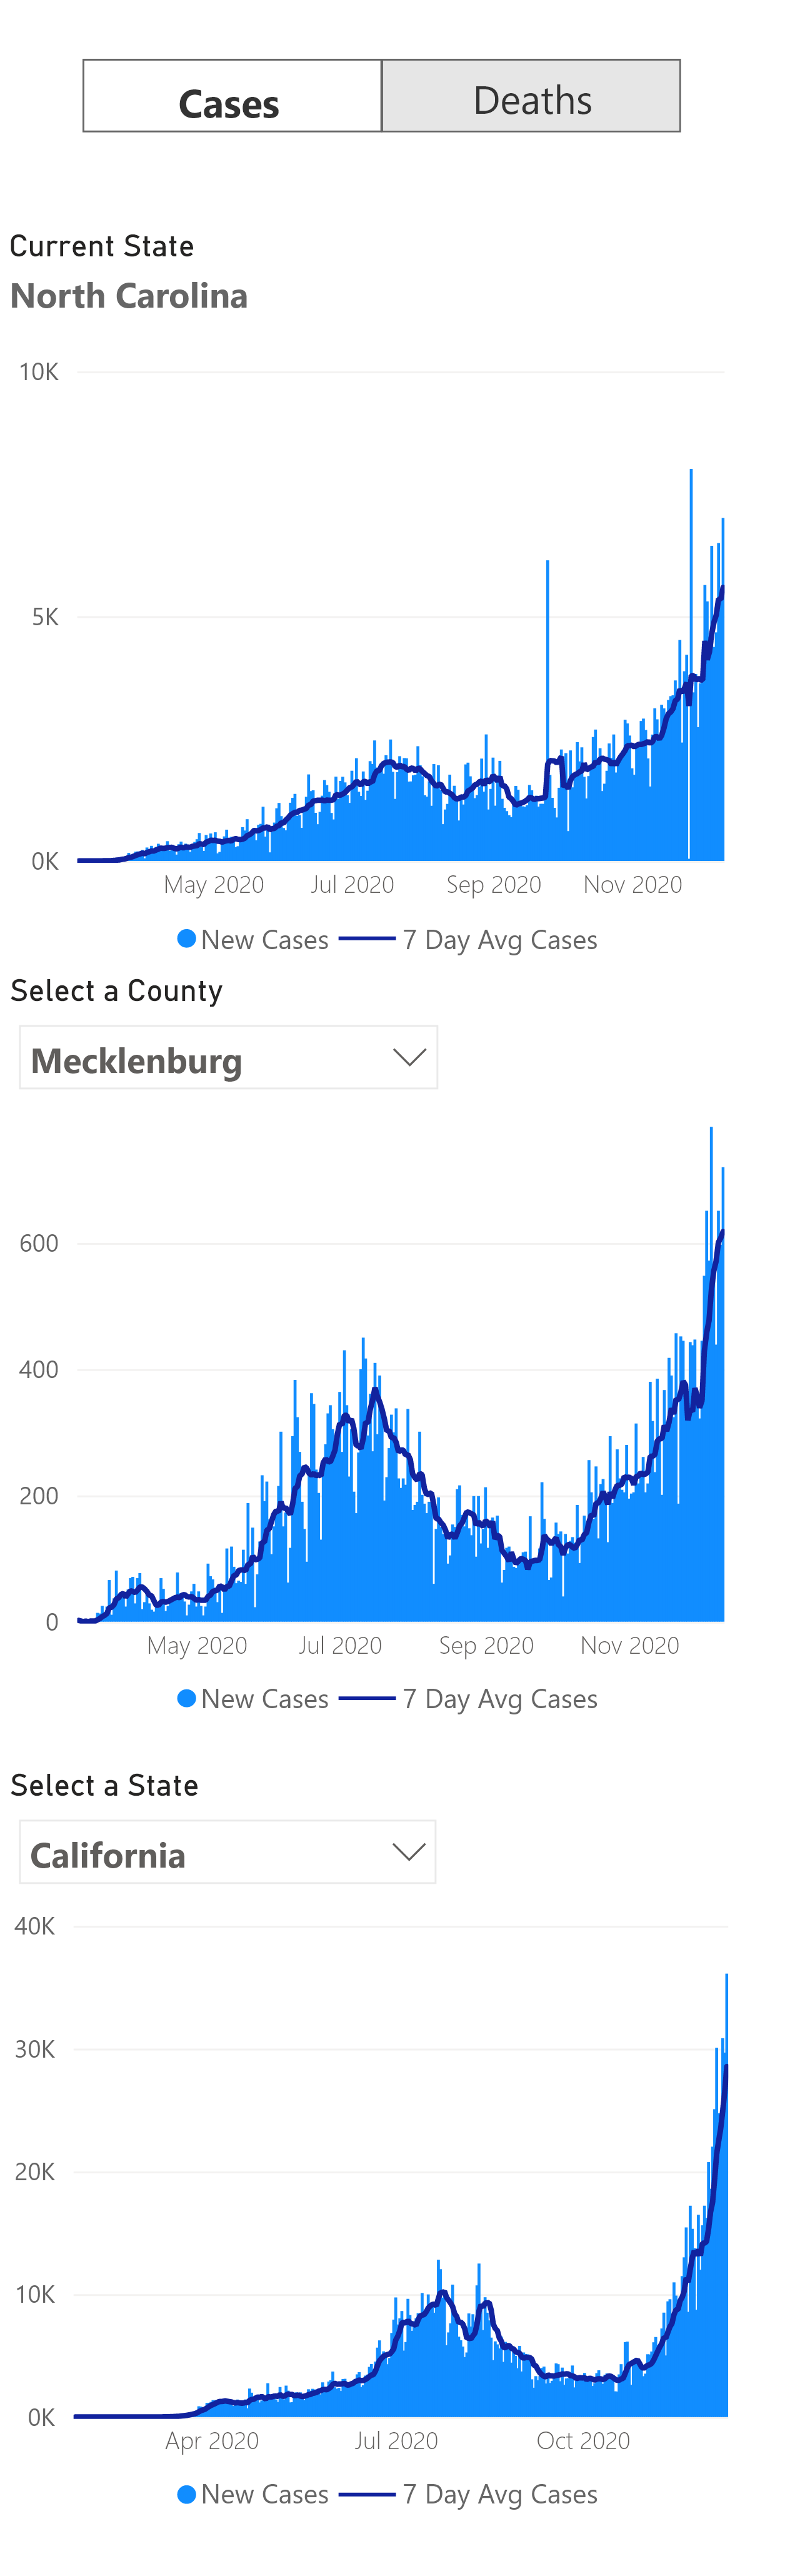 Cases Deaths
Current State
North Carolina
10K
5K
0K
May 2020 Jul 2020 Sep 2020 Nov 2020
New Cases 7 Day Avg Cases
Select a County
Mecklenburg
600
400
200
0
May 2020 Jul 2020 Sep 2020 Nov 2020
New Cases 7 Day Avg Cases
Select a State
California
40K
30K
20K
10K
0K
Apr 2020 Jul 2020 Oct 2020
New Cases 7 Day Avg Cases